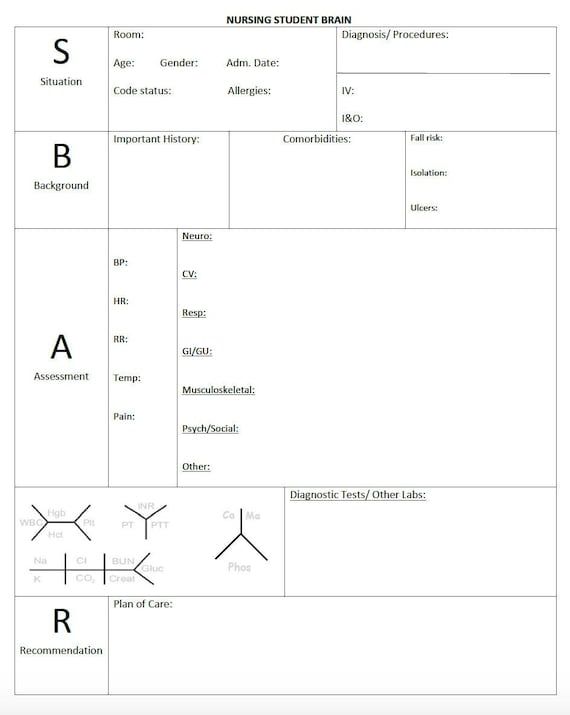 NURSING STUDENT BRAIN
S
Situation
Room:
Age: Gender: Adm. Date:
Code status: Allergies:
Diagnosis/ Procedures:
IV:
I&O:
B
Background
Important History:
Comorbidities:
Fall risk:
Isolation:
Ulcers:
A
Assessment
BP:
HR:
RR:
Temp:
Pain:
Neuro:
CV:
Resp:
GI/GU:
Musculoskeletal:
Psych/Social:
Other:
Hgb
WBC Plt
Hct
INR
PT PTT
Ca Mg
Phos
Na Cl BUN
Gluc
K CO₂ Creat
Diagnostic Tests/ Other Labs:
R
Recommendation
Plan of Care: